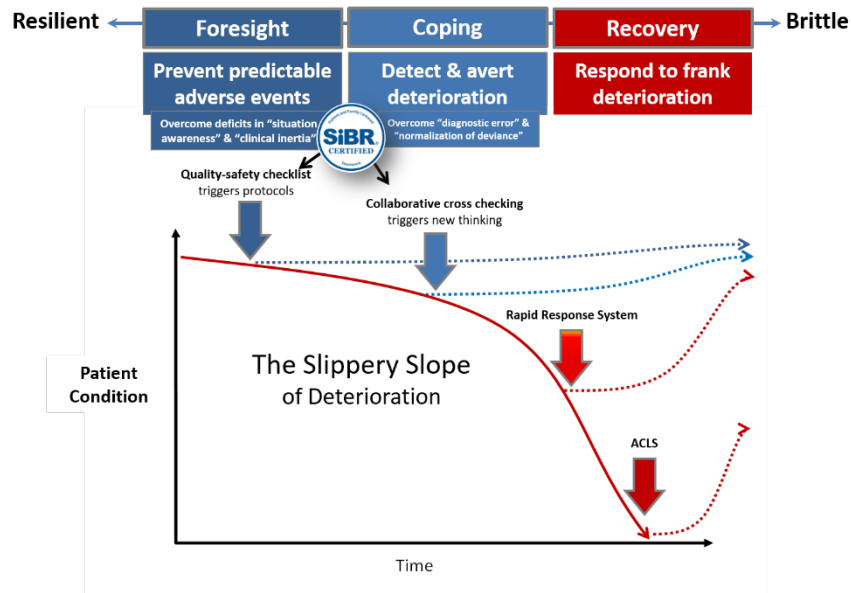 Resilient
Foresight
Coping
Recovery
Brittle
Prevent predictable
adverse events
Detect & avert
deterioration
Respond to frank
deterioration
Overcome deficits in "situation
awareness" & "clinical inertia"
SiBR
CERTIFIED
Overcome "diagnostic error" &
"normalization of deviance"
Quality-safety checklist
triggers protocols
Collaborative cross checking
triggers new thinking
Rapid Response System
The Slippery Slope
of Deterioration
Patient
Condition
ACLS
Time